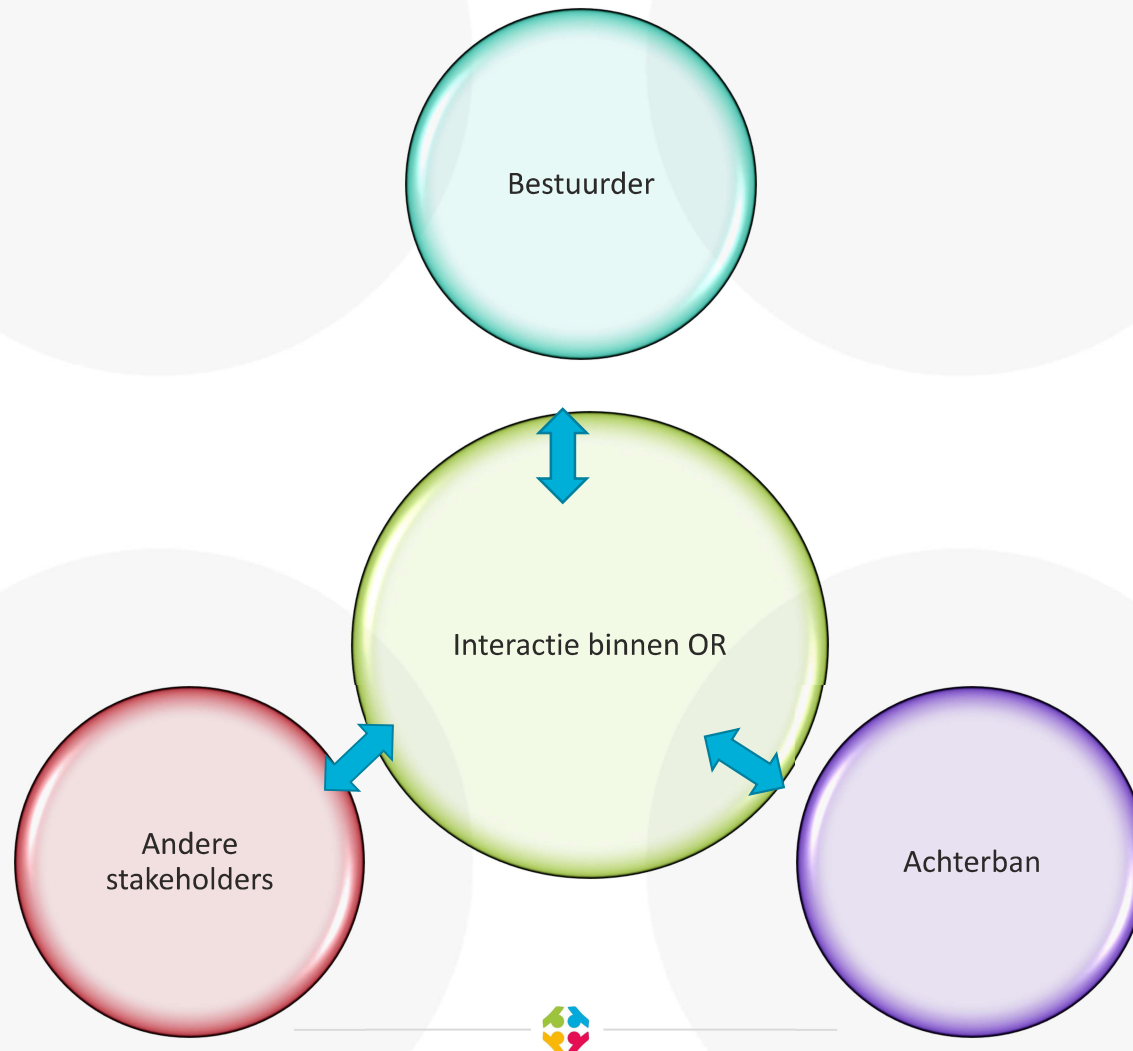 Bestuurder
Interactie binnen OR
Andere
stakeholders
Achterban